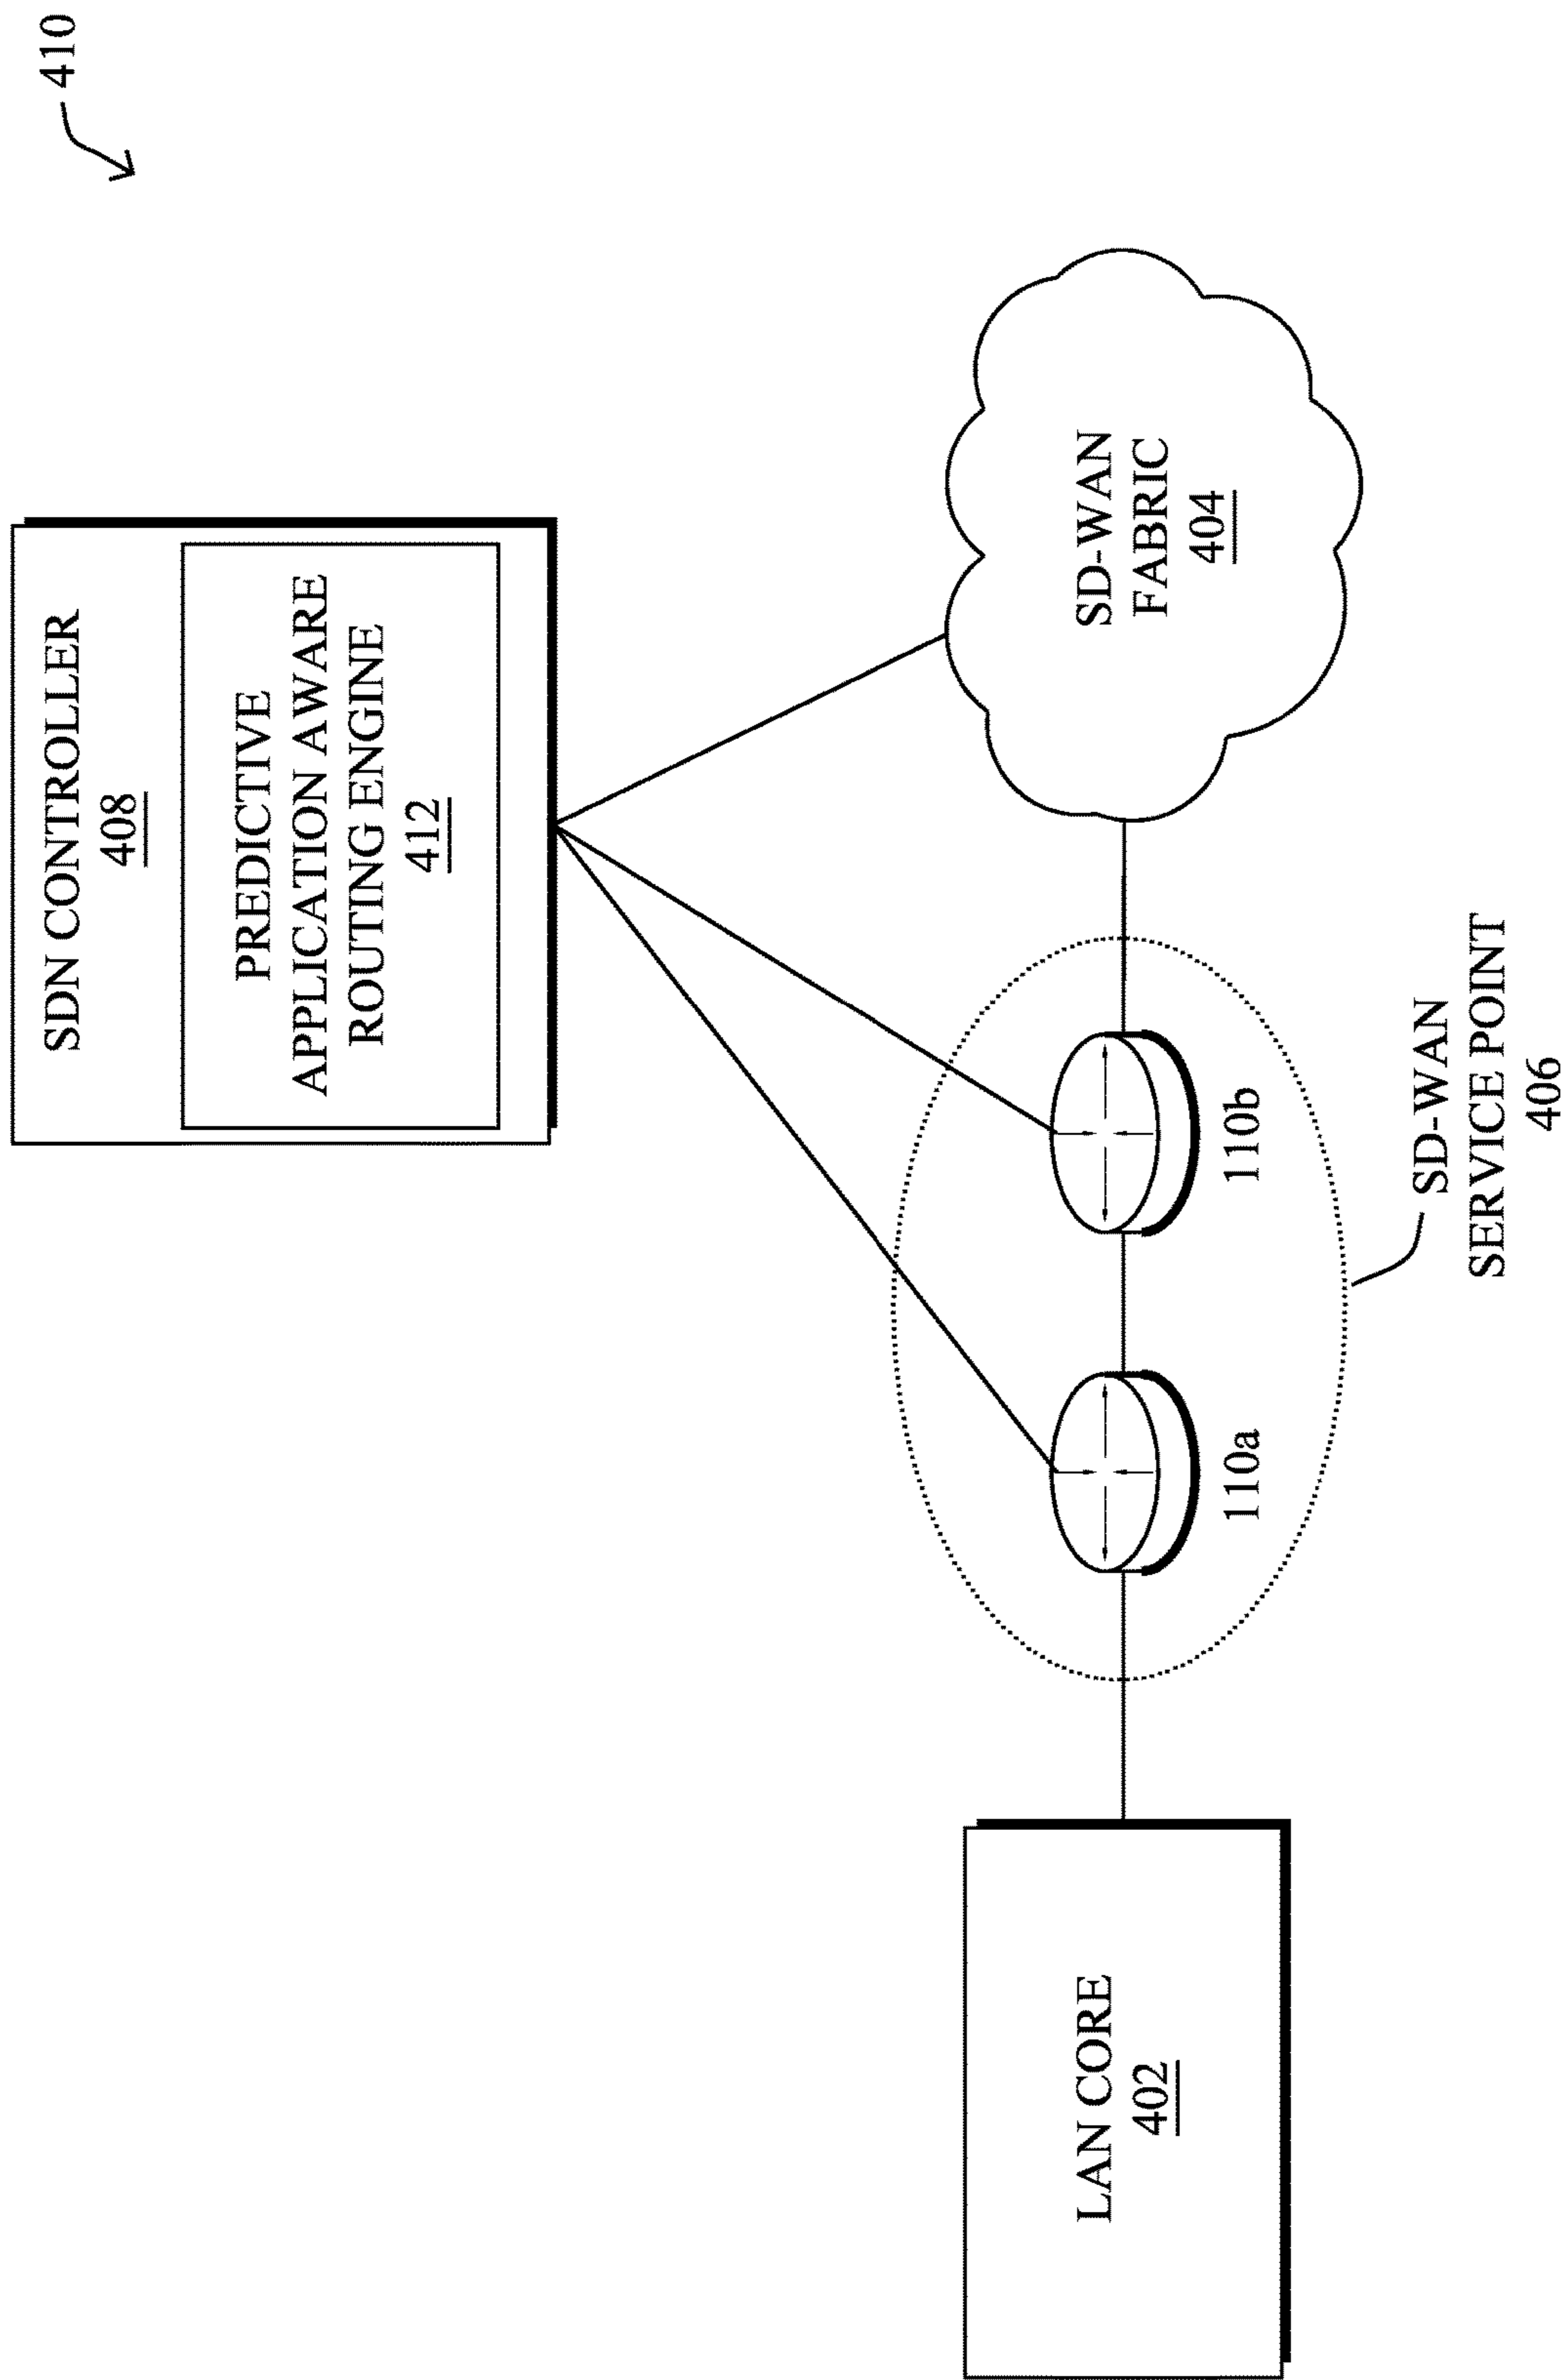 410
SDN CONTROLLER
408
PREDICTIVE
APPLICATION AWARE
ROUTING ENGINE
412
LAN CORE
402
110a
110b
SD-WAN
FABRIC
404
SD-WAN
SERVICE POINT
406